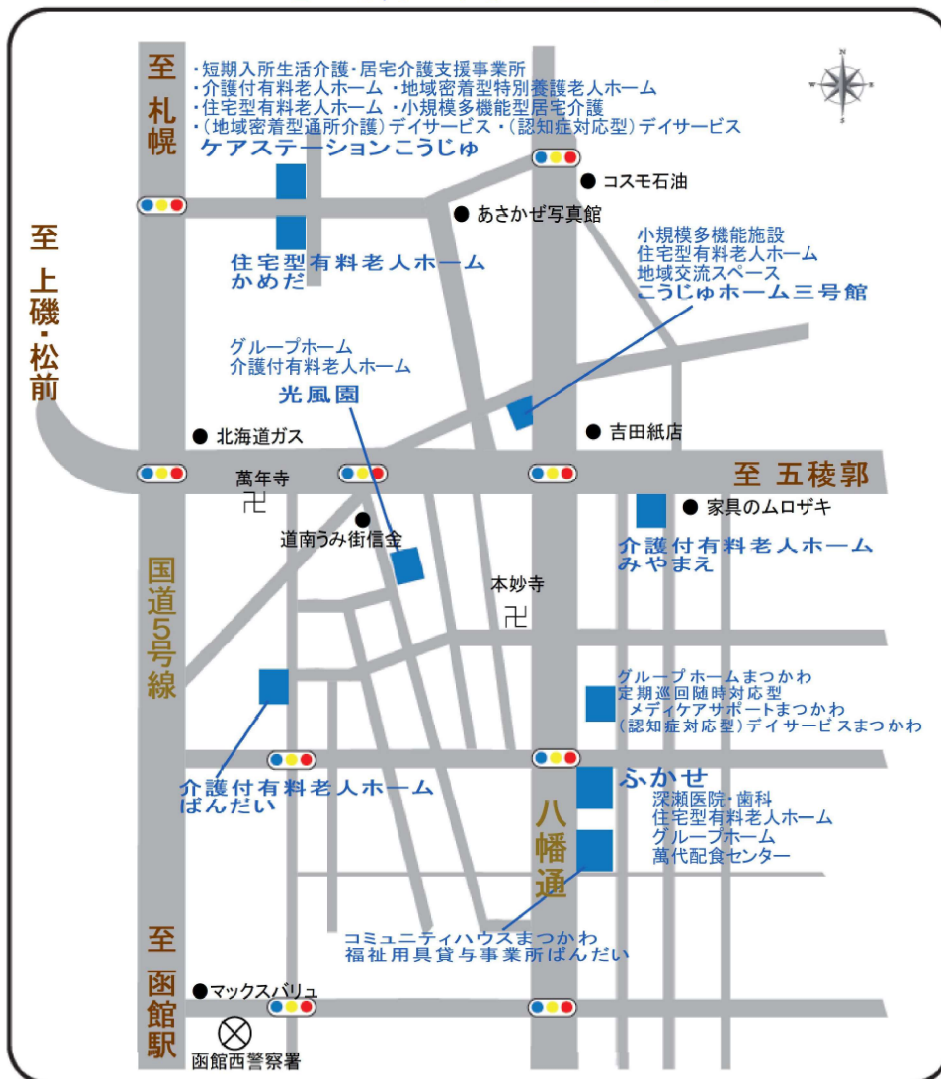 N
W
E
S
至 札幌
・短期入所生活介護・居宅介護支援事業所
・介護付有料老人ホーム ・地域密着型特別養護老人ホーム
・住宅型有料老人ホーム ・小規模多機能型居宅介護
・(地域密着型通所介護)デイサービス・(認知症対応型)デイサービス
ケアステーションこうじゅ
コスモ石油
あさかぜ写真館
至 上磯・松前
住宅型有料老人ホーム
かめだ
小規模多機能施設
住宅型有料老人ホーム
地域交流スペース
こうじゅホーム三号館
グループホーム
介護付有料老人ホーム
光風園
北海道ガス
吉田紙店
至 五稜郭
萬年寺
卍
道南うみ街信金
家具のムロザキ
介護付有料老人ホーム
みやまえ
国道5号線
本妙寺
卍
グループホームまつかわ
定期巡回随時対応型
メディケアサポートまつかわ
(認知症対応型)デイサービスまつかわ
介護付有料老人ホーム
ばんだい
ふかせ
深瀬医院・歯科
住宅型有料老人ホーム
グループホーム
萬代配食センター
八幡通
コミュニティハウスまつかわ
福祉用具貸与事業所ばんだい
至 函館駅
マックスバリュ
函館西警察署